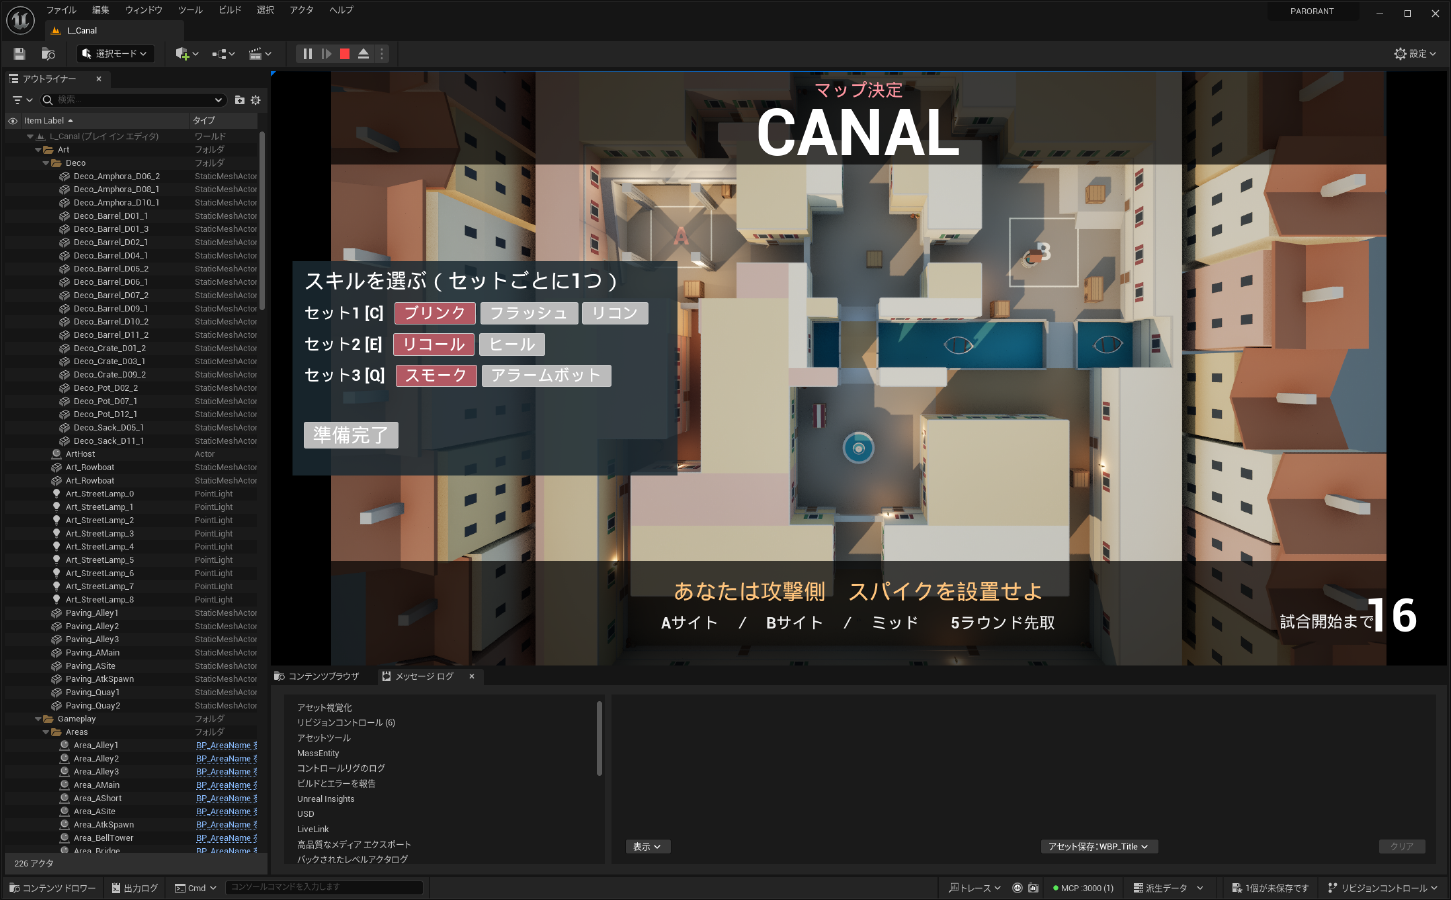 ファイル 編集 ウィンドウ ツール ビルド 選択 アクタ ヘルプ
PARORANT
L_Canal
選択モード
設定
アウトライナー
検索...
Item Label タイプ
L_Canal (プレイ イン エディタ) ワールド
Art フォルダ
Deco フォルダ
Deco_Amphora_D06_2 StaticMeshActor
Deco_Amphora_D08_1 StaticMeshActor
Deco_Amphora_D10_1 StaticMeshActor
Deco_Barrel_D01_1 StaticMeshActor
Deco_Barrel_D01_3 StaticMeshActor
Deco_Barrel_D02_1 StaticMeshActor
Deco_Barrel_D04_1 StaticMeshActor
Deco_Barrel_D05_2 StaticMeshActor
Deco_Barrel_D06_1 StaticMeshActor
Deco_Barrel_D07_2 StaticMeshActor
Deco_Barrel_D09_1 StaticMeshActor
Deco_Barrel_D10_2 StaticMeshActor
Deco_Barrel_D11_2 StaticMeshActor
Deco_Crate_D01_2 StaticMeshActor
Deco_Crate_D03_1 StaticMeshActor
Deco_Crate_D09_2 StaticMeshActor
Deco_Pot_D02_2 StaticMeshActor
Deco_Pot_D07_1 StaticMeshActor
Deco_Pot_D12_1 StaticMeshActor
Deco_Sack_D05_1 StaticMeshActor
Deco_Sack_D11_1 StaticMeshActor
ArtHost Actor
Art_Rowboat StaticMeshActor
Art_Rowboat StaticMeshActor
Art_StreetLamp_0 PointLight
Art_StreetLamp_1 PointLight
Art_StreetLamp_2 PointLight
Art_StreetLamp_3 PointLight
Art_StreetLamp_4 PointLight
Art_StreetLamp_5 PointLight
Art_StreetLamp_6 PointLight
Art_StreetLamp_7 PointLight
Art_StreetLamp_8 PointLight
Paving_Alley1 StaticMeshActor
Paving_Alley2 StaticMeshActor
Paving_Alley3 StaticMeshActor
Paving_AMain StaticMeshActor
Paving_ASite StaticMeshActor
Paving_AtkSpawn StaticMeshActor
Paving_Quay1 StaticMeshActor
Paving_Quay2 StaticMeshActor
Gameplay フォルダ
Areas フォルダ
Area_Alley1 BP_AreaName
Area_Alley2 BP_AreaName
Area_Alley3 BP_AreaName
Area_AMain BP_AreaName
Area_AShort BP_AreaName
Area_ASite BP_AreaName
Area_AtkSpawn BP_AreaName
Area_BellTower BP_AreaName
Area_Bridge BP_AreaName
226 アクタ
マップ決定
CANAL
A
B
スキルを選ぶ ( セットごとに1つ )
セット1 [C] ブリンク フラッシュ リコン
セット2 [E] リコール ヒール
セット3 [Q] スモーク アラームボット
準備完了
あなたは攻撃側 スパイクを設置せよ
Aサイト / Bサイト / ミッド 5ラウンド先取
試合開始まで 16
コンテンツブラウザ メッセージ ログ
アセット視覚化
リビジョンコントロール (6)
アセットツール
MassEntity
コントロールリグのログ
ビルドとエラーを報告
Unreal Insights
USD
LiveLink
高品質なメディア エクスポート
パックされたレベルアクタログ
表示
アセット保存: WBP_Title
クリア
コンテンツドロワー 出力ログ Cmd コンソールコマンドを入力します
トレース MCP :3000 (1) 派生データ 1個が未保存です リビジョンコントロール